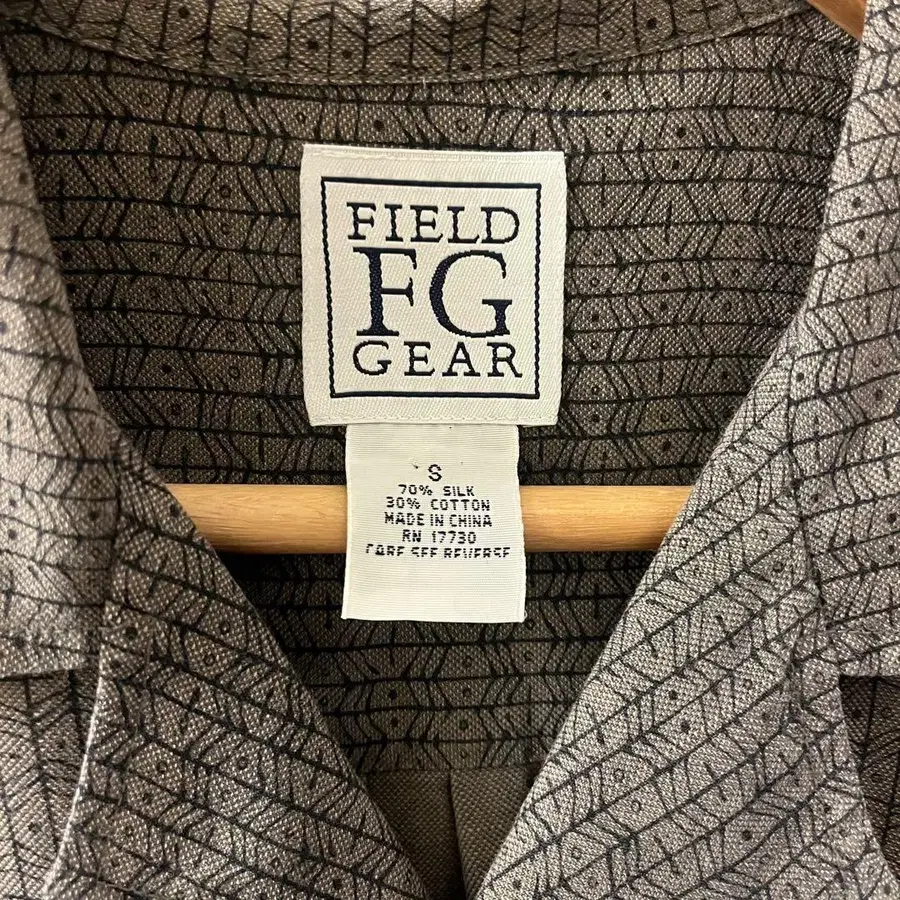 FIELD
FG
GEAR
S
70% SILK
30% COTTON
MADE IN CHINA
RN 17730
CARE SEE REVERSE